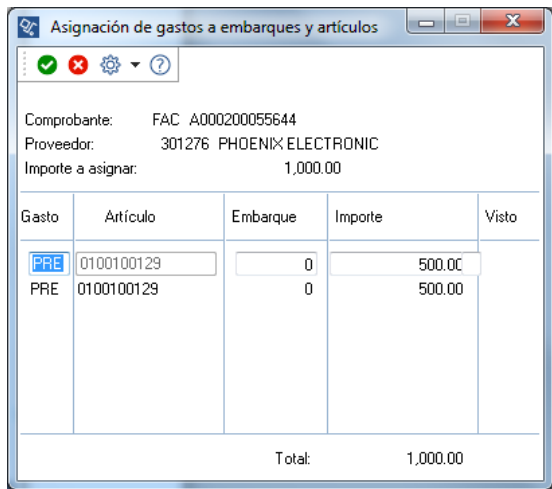 Asignación de gastos a embarques y artículos
Comprobante: FAC A000200055644
Proveedor: 301276 PHOENIX ELECTRONIC
Importe a asignar: 1,000.00
Gasto Artículo Embarque Importe Visto
PRE 0100100129 0 500.00
PRE 0100100129 0 500.00
Total: 1,000.00